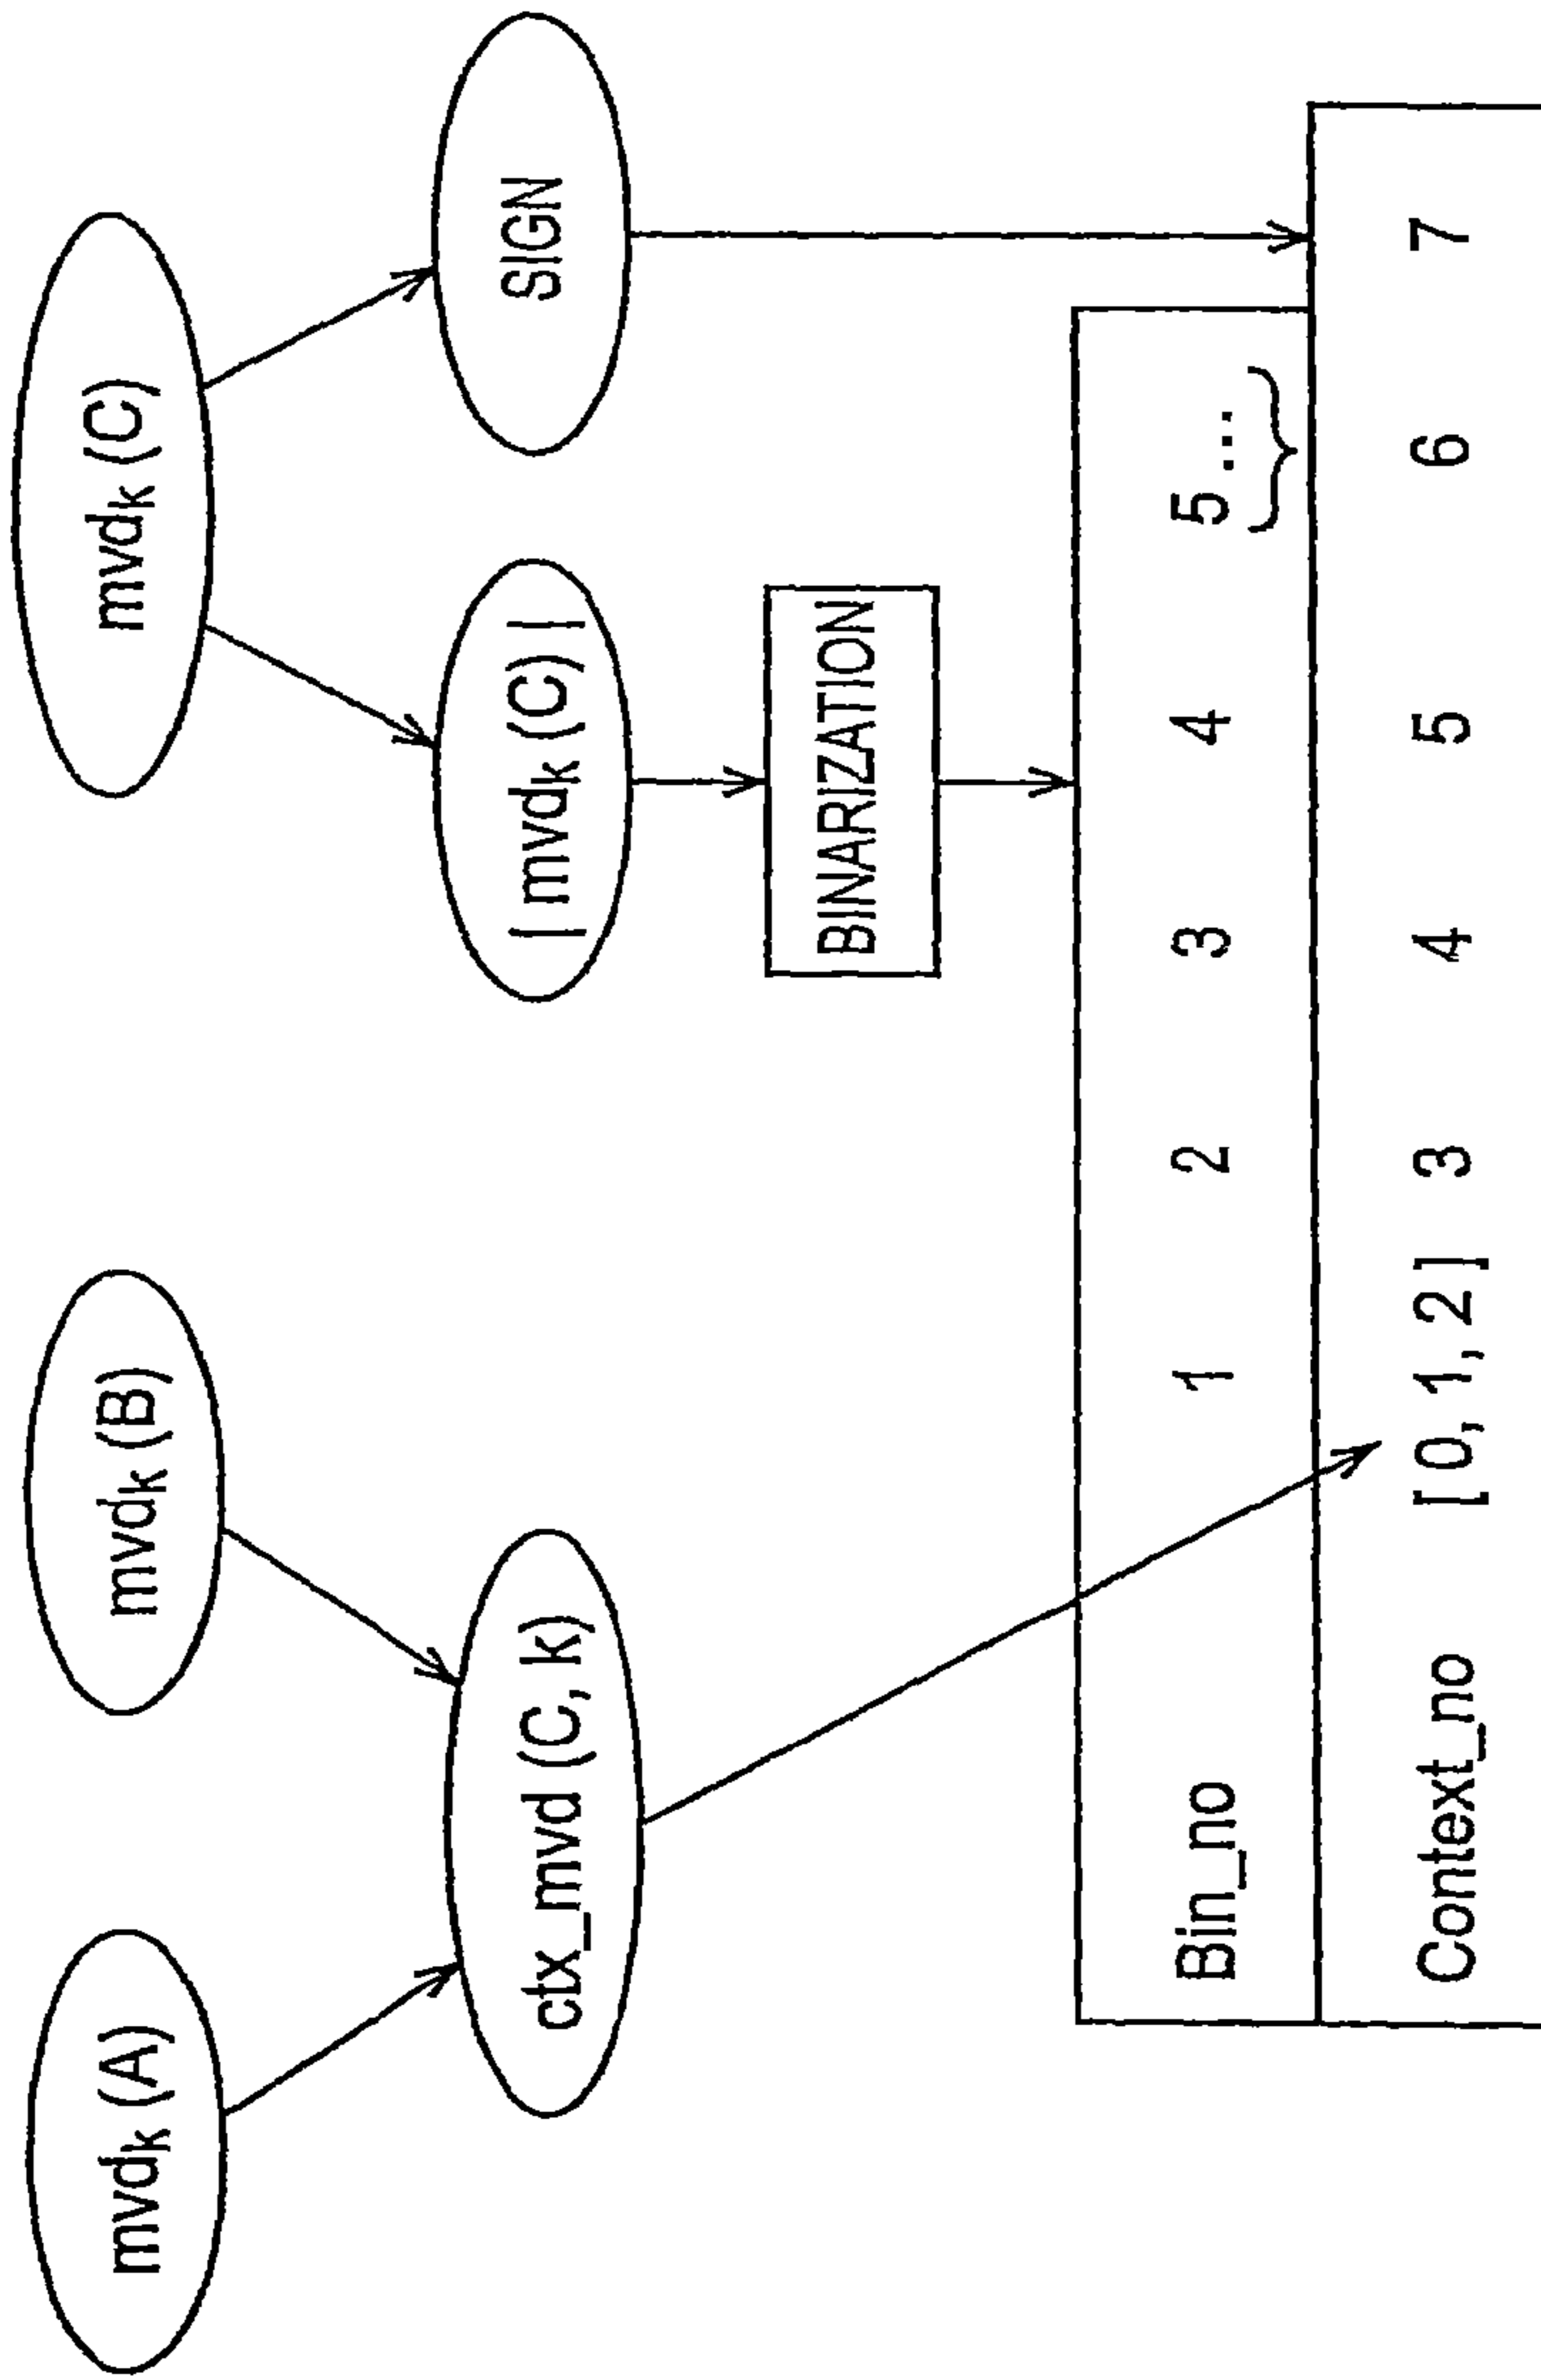 mvdk (A)
mvdk (B)
mvdk (C)
ctx_mvd (C, k)
| mvdk (C) |
SIGN
BINARIZATION
Bin_no 1 2 3 4 5 ...
Context_no [ 0, 1, 2 ] 3 4 5 6 7